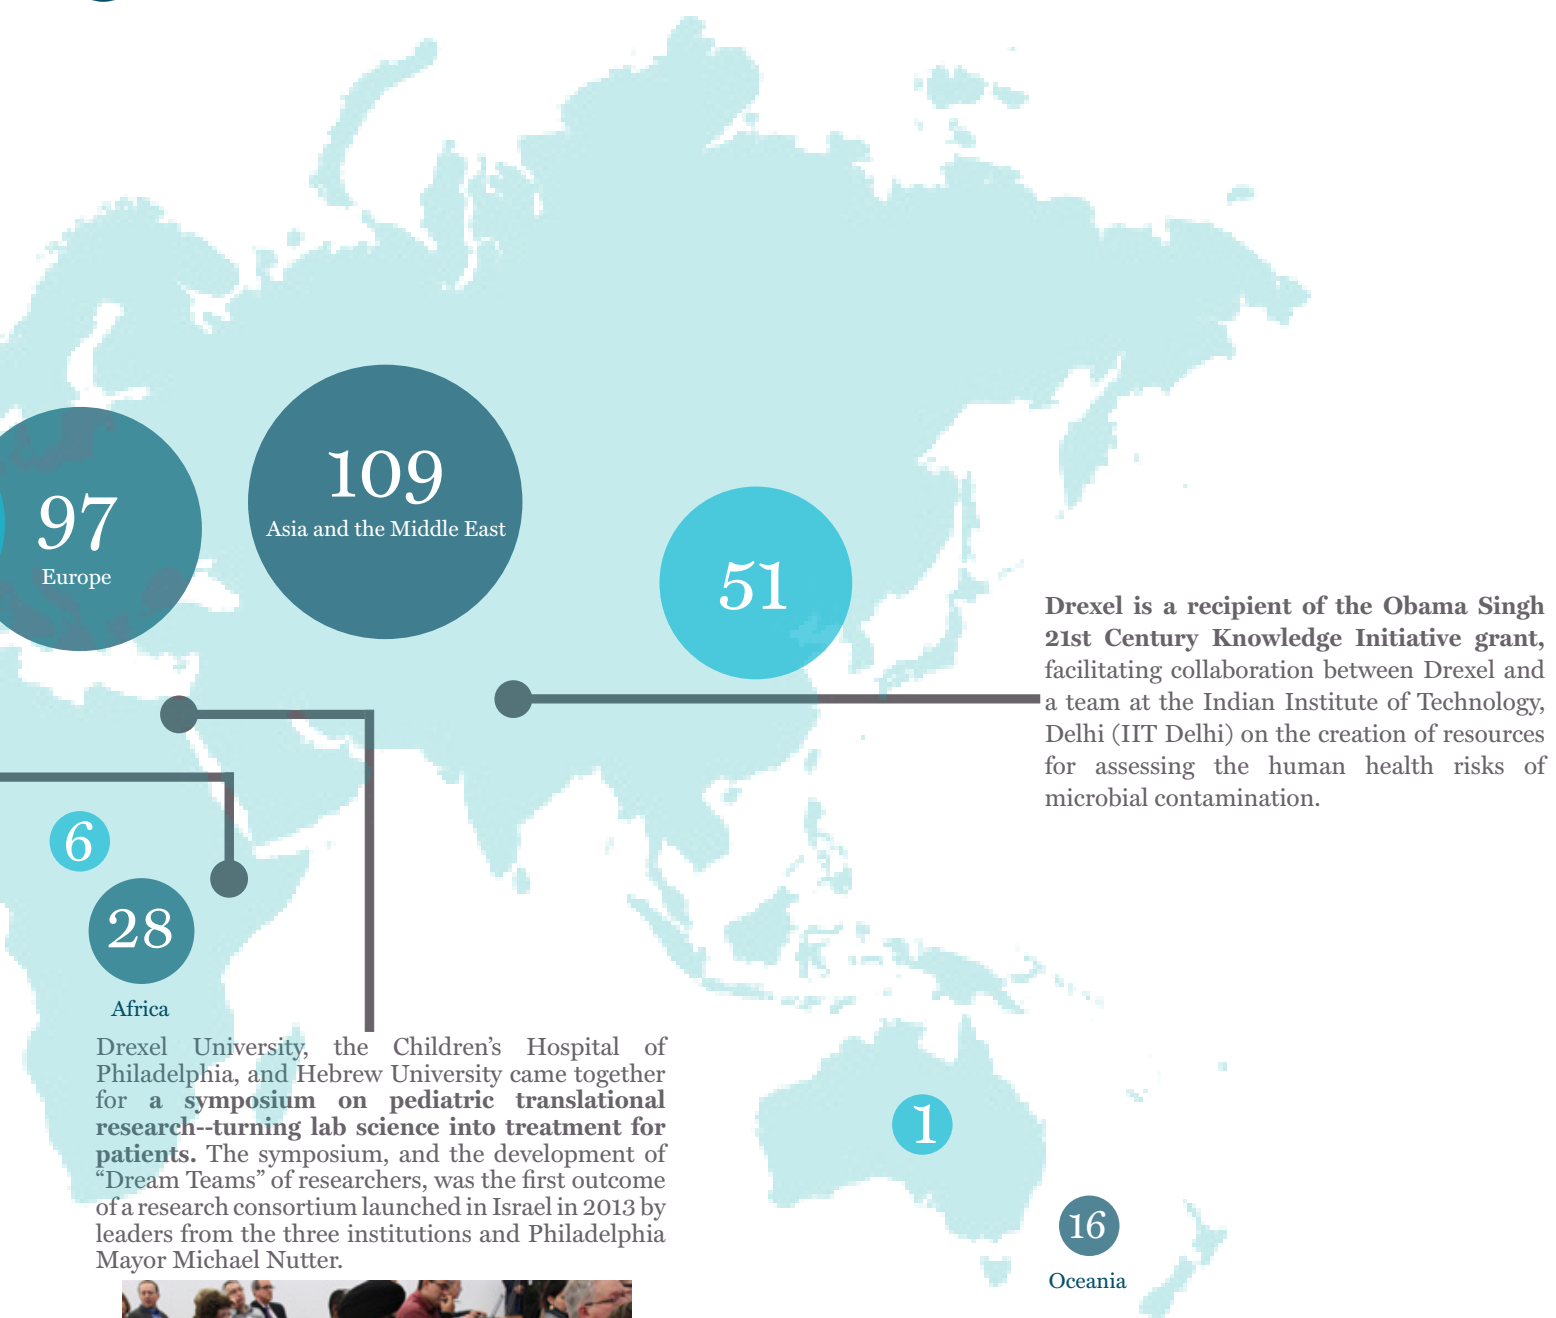 109
Asia and the Middle East
97
Europe
51
Drexel is a recipient of the Obama Singh
21st Century Knowledge Initiative grant,
facilitating collaboration between Drexel and
a team at the Indian Institute of Technology,
Delhi (IIT Delhi) on the creation of resources
for assessing the human health risks of
microbial contamination.
6
28
Africa
Drexel University, the Children’s Hospital of
Philadelphia, and Hebrew University came together
for a symposium on pediatric translational
research--turning lab science into treatment for
patients. The symposium, and the development of
“Dream Teams” of researchers, was the first outcome
of a research consortium launched in Israel in 2013 by
leaders from the three institutions and Philadelphia
Mayor Michael Nutter.
1
16
Oceania